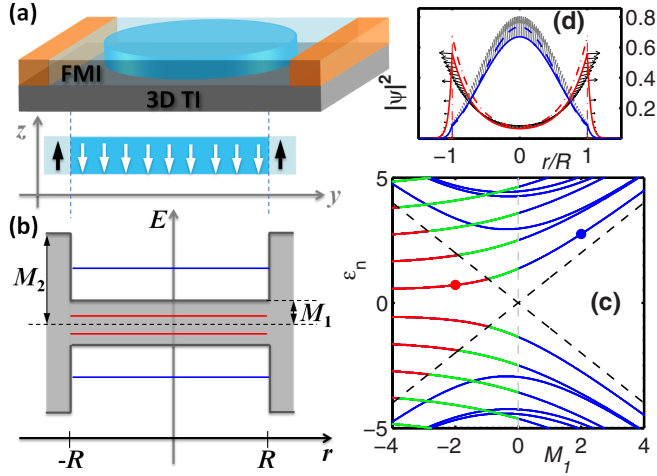 (a)
FMI
3D TI
z
y
(b)
E
M₂
M₁
-R
R
r
(d)
|ψ|²
0.8
0.6
0.4
0.2
−1
0
1
r/R
5
0
−5
εₙ
(c)
−4
−2
0
2
4
M₁